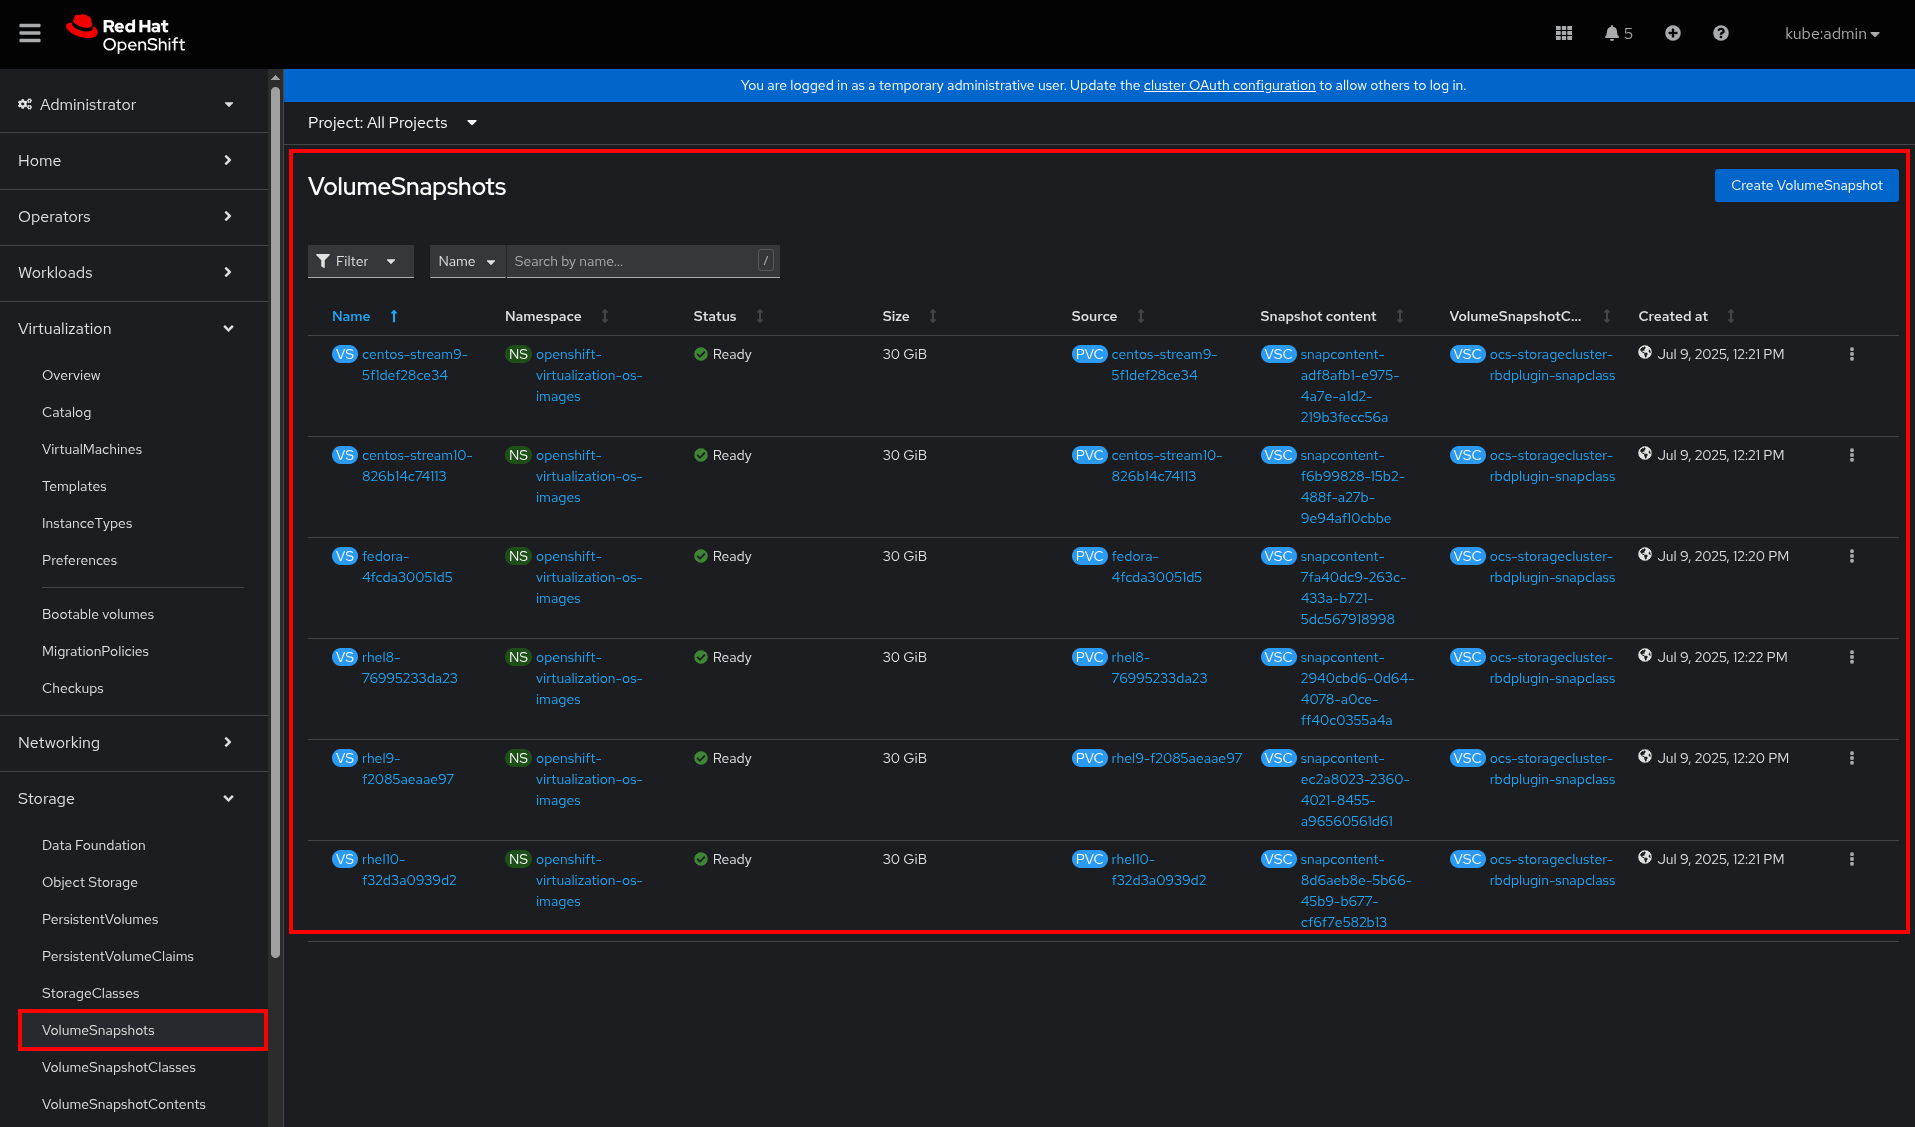 Red Hat
OpenShift
5
kube:admin
You are logged in as a temporary administrative user. Update the cluster OAuth configuration to allow others to log in.
Administrator
Home
Operators
Workloads
Virtualization
Overview
Catalog
VirtualMachines
Templates
InstanceTypes
Preferences
Bootable volumes
MigrationPolicies
Checkups
Networking
Storage
Data Foundation
Object Storage
PersistentVolumes
PersistentVolumeClaims
StorageClasses
VolumeSnapshots
VolumeSnapshotClasses
VolumeSnapshotContents
Project: All Projects
VolumeSnapshots
Create VolumeSnapshot
Filter Name Search by name... /
Name Namespace Status Size Source Snapshot content VolumeSnapshotC... Created at
VS centos-stream9- NS openshift- Ready 30 GiB PVC centos-stream9- VSC snapcontent- VSC ocs-storagecluster- Jul 9, 2025, 12:21 PM
5f1def28ce34 virtualization-os- 5f1def28ce34 adf8afb1-e975- rbdplugin-snapclass
images 4a7e-a1d2-
219b3fecc56a
VS centos-stream10- NS openshift- Ready 30 GiB PVC centos-stream10- VSC snapcontent- VSC ocs-storagecluster- Jul 9, 2025, 12:21 PM
826b14c74113 virtualization-os- 826b14c74113 f6b99828-15b2- rbdplugin-snapclass
images 488f-a27b-
9e94af10cbbe
VS fedora- NS openshift- Ready 30 GiB PVC fedora- VSC snapcontent- VSC ocs-storagecluster- Jul 9, 2025, 12:20 PM
4fcda30051d5 virtualization-os- 4fcda30051d5 7fa40dc9-263c- rbdplugin-snapclass
images 433a-b721-
5dc567918998
VS rhel8- NS openshift- Ready 30 GiB PVC rhel8- VSC snapcontent- VSC ocs-storagecluster- Jul 9, 2025, 12:22 PM
76995233da23 virtualization-os- 76995233da23 2940cbd6-0d64- rbdplugin-snapclass
images 4078-a0ce-
ff40c0355a4a
VS rhel9- NS openshift- Ready 30 GiB PVC rhel9-f2085aeaae97 VSC snapcontent- VSC ocs-storagecluster- Jul 9, 2025, 12:20 PM
f2085aeaae97 virtualization-os- ec2a8023-2360- rbdplugin-snapclass
images 4021-8455-
a96560561d61
VS rhel10- NS openshift- Ready 30 GiB PVC rhel10- VSC snapcontent- VSC ocs-storagecluster- Jul 9, 2025, 12:21 PM
f32d3a0939d2 virtualization-os- f32d3a0939d2 8d6aeb8e-5b66- rbdplugin-snapclass
images 45b9-b677-
cf6f7e582b13